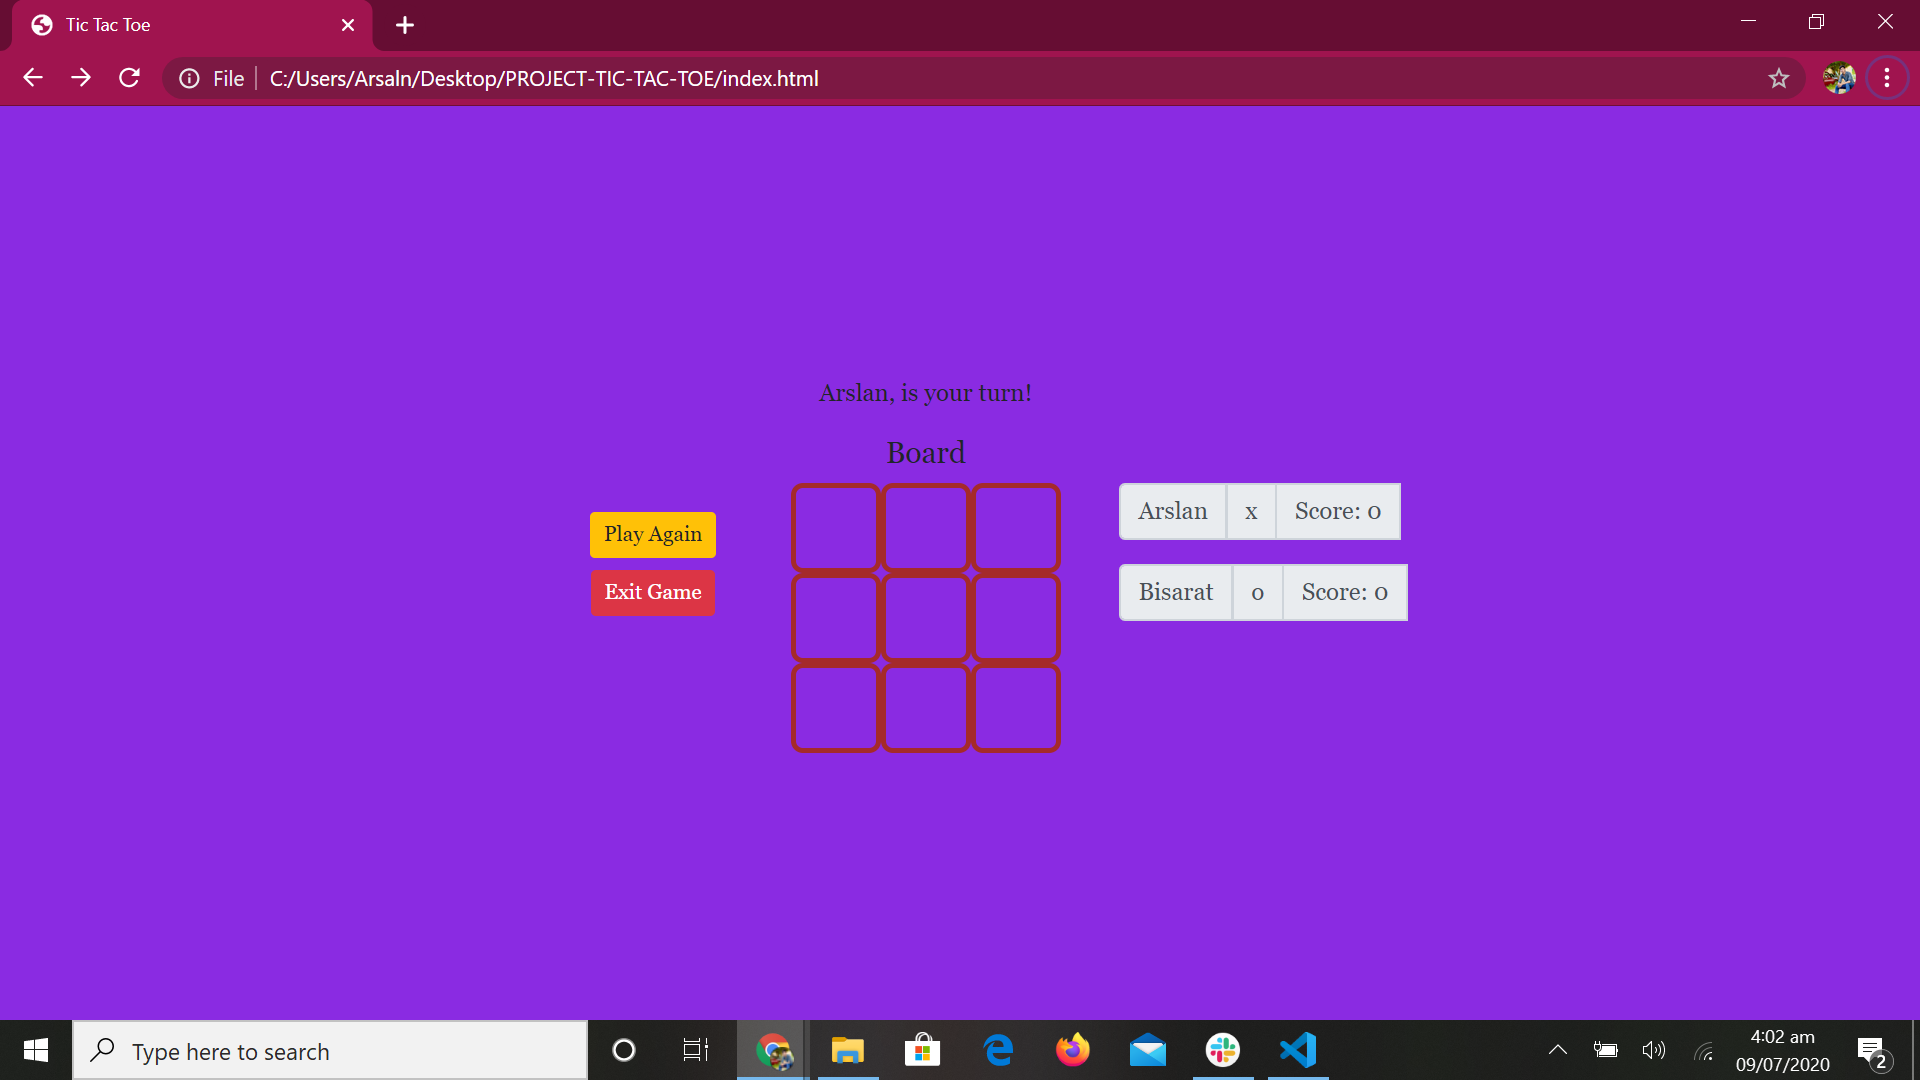 Tic Tac Toe
File
C:/Users/Arsaln/Desktop/PROJECT-TIC-TAC-TOE/index.html
Arslan, is your turn!
Board
Play Again
Exit Game
Arslan x Score: 0
Bisarat o Score: 0
Type here to search
4:02 am
09/07/2020
2